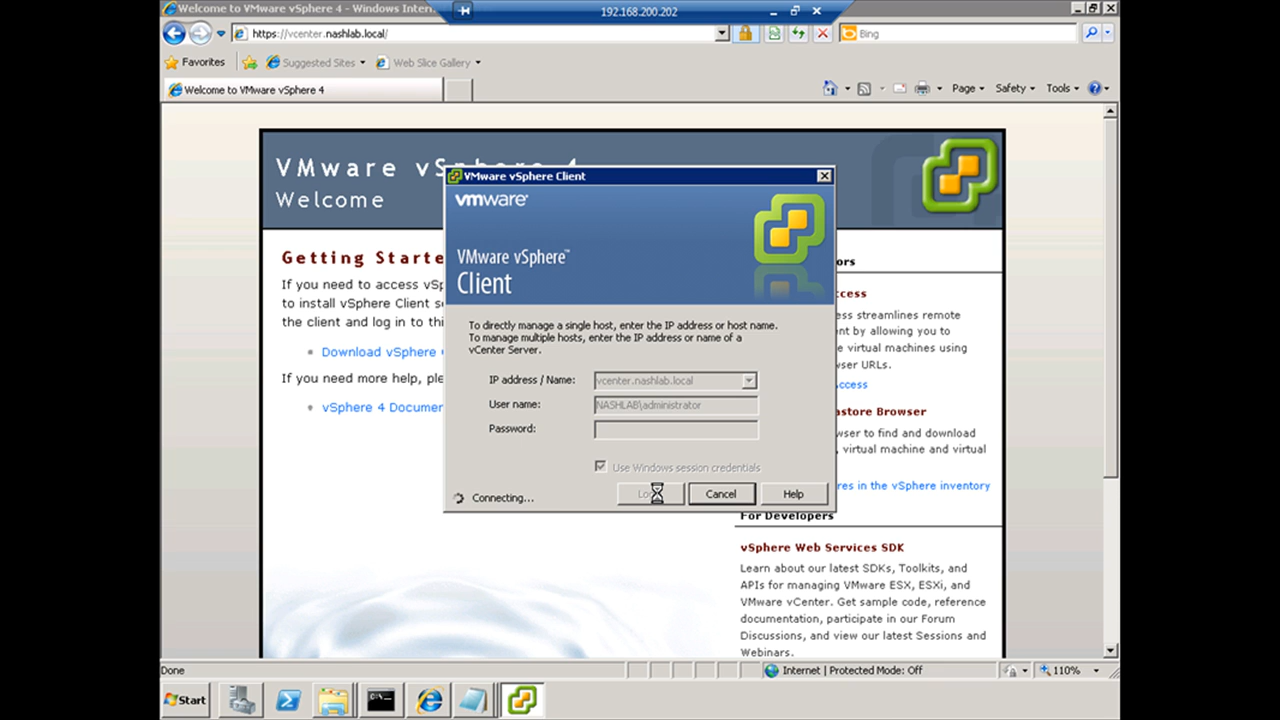 Welcome to VMware vSphere 4 - Windows Intern
192.168.200.202
https://vcenter.nashlab.local/
Bing
Favorites
Suggested Sites
Web Slice Gallery
Welcome to VMware vSphere 4
Page
Safety
Tools
VMware vSphere 4
Welcome
VMware vSphere Client
vmware
VMware vSphere™
Client
To directly manage a single host, enter the IP address or host name.
To manage multiple hosts, enter the IP address or name of a
vCenter Server.
IP address / Name:
vcenter.nashlab.local
User name:
NASHLAB\administrator
Password:
Use Windows session credentials
Connecting...
Cancel
Help
Getting Starte
If you need to access vSp
to install vSphere Client s
the client and log in to thi
Download vSphere
If you need more help, ple
vSphere 4 Documen
ors
cess
ess streamlines remote
ent by allowing you to
e virtual machines using
wser URLs.
ccess
astore Browser
wser to find and download
, virtual machine and virtual
res in the vSphere inventory
For Developers
vSphere Web Services SDK
Learn about our latest SDKs, Toolkits, and
APIs for managing VMware ESX, ESXi, and
VMware vCenter. Get sample code, reference
documentation, participate in our Forum
Discussions, and view our latest Sessions and
Webinars.
Done
Internet | Protected Mode: Off
110%
Start